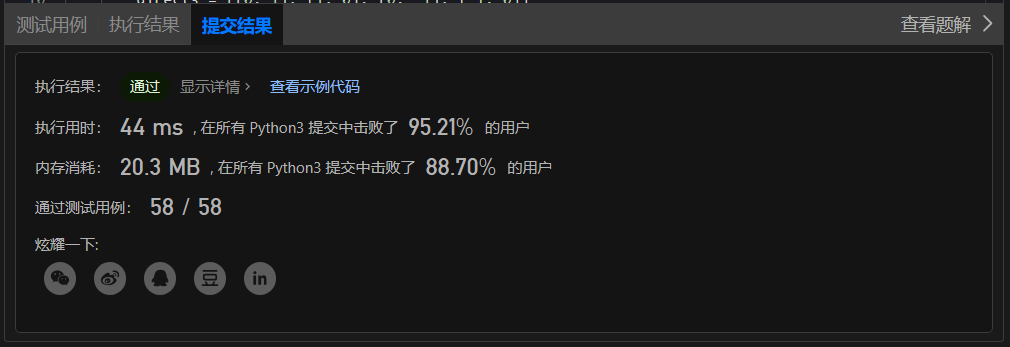 测试用例 执行结果 提交结果 查看题解
执行结果： 通过 显示详情 › 查看示例代码
执行用时： 44 ms , 在所有 Python3 提交中击败了 95.21% 的用户
内存消耗： 20.3 MB , 在所有 Python3 提交中击败了 88.70% 的用户
通过测试用例： 58 / 58
炫耀一下:
豆 in